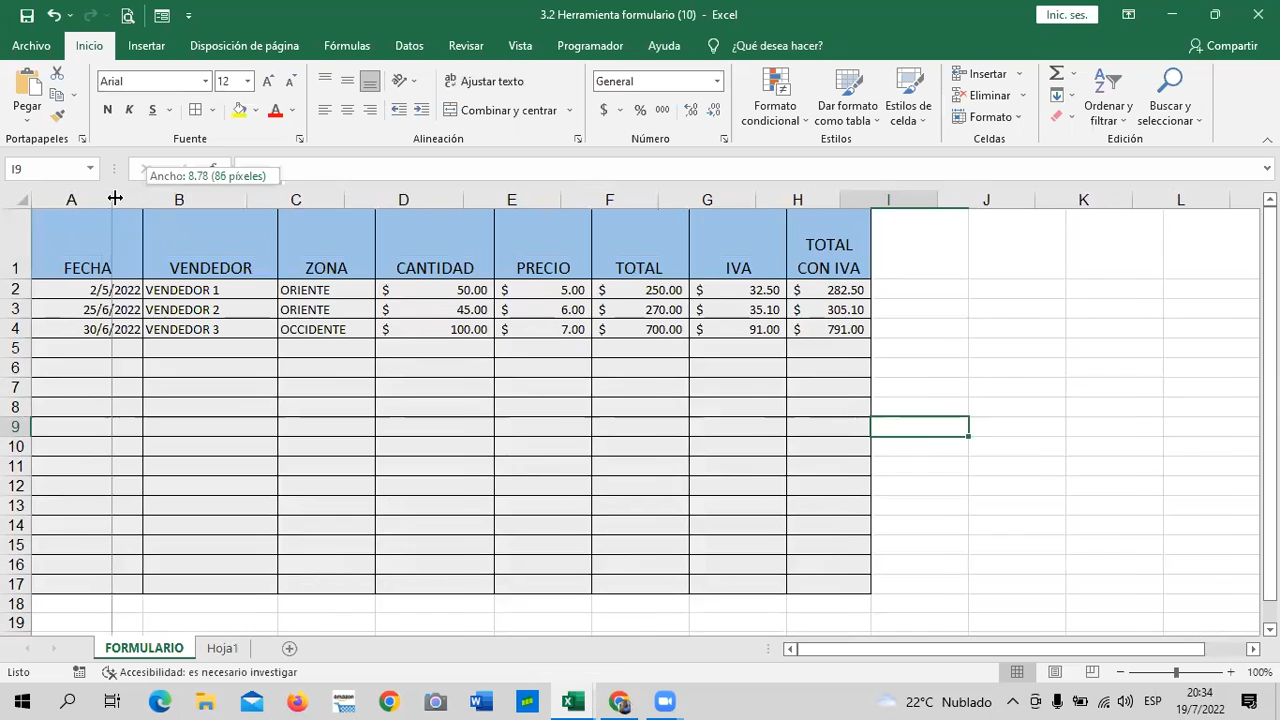 3.2 Herramienta formulario (10) - Excel
Inic. ses.
Archivo Inicio Insertar Disposición de página Fórmulas Datos Revisar Vista Programador Ayuda ¿Qué desea hacer? Compartir
Pegar
Arial 12
N K S
Ajustar texto
Combinar y centrar
General
$ % 000
Formato condicional
Dar formato como tabla
Estilos de celda
Insertar
Eliminar
Formato
Ordenar y filtrar
Buscar y seleccionar
Portapapeles Fuente Alineación Número Estilos Celdas Edición
I9
Ancho: 8.78 (86 píxeles)
A B C D E F G H I J K L
1 FECHA VENDEDOR ZONA CANTIDAD PRECIO TOTAL IVA TOTAL CON IVA
2 2/5/2022 VENDEDOR 1 ORIENTE $ 50.00 $ 5.00 $ 250.00 $ 32.50 $ 282.50
3 25/6/2022 VENDEDOR 2 ORIENTE $ 45.00 $ 6.00 $ 270.00 $ 35.10 $ 305.10
4 30/6/2022 VENDEDOR 3 OCCIDENTE $ 100.00 $ 7.00 $ 700.00 $ 91.00 $ 791.00
5
6
7
8
9
10
11
12
13
14
15
16
17
18
19
FORMULARIO Hoja1
Listo Accesibilidad: es necesario investigar 100%
22°C Nublado ESP 20:34
19/7/2022